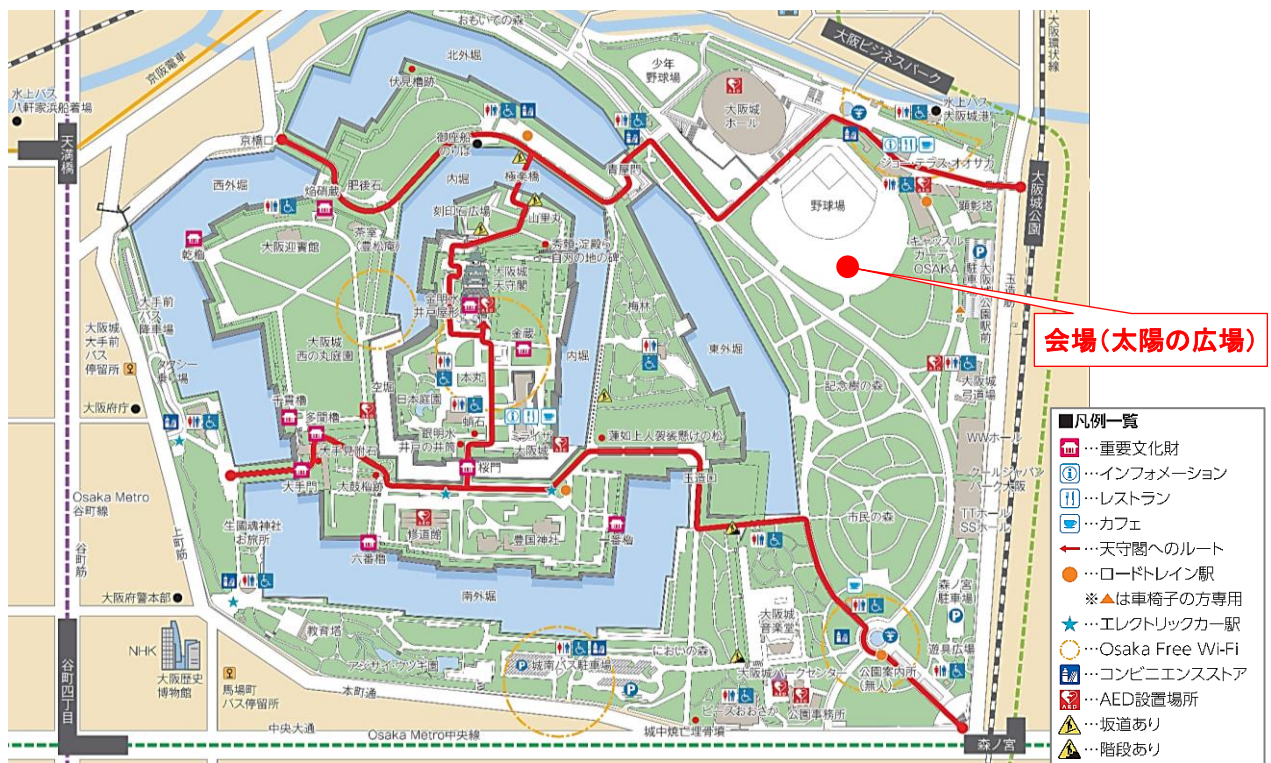 おもいでの森
北外堀
大阪ビジネスパーク
大阪環状線
京阪電車
水上バス
八軒家浜船着場
天満橋
京橋口
伏見櫓跡
少年
野球場
大阪城
ホール
AED
水上バス
大阪城港
御座船
のりば
極楽橋
青屋門
ジョー・テラス・オオサカ
西外堀
焔硝蔵
肥後石
内堀
刻印石広場
山里丸
野球場
顕彰塔
大阪城公園
乾櫓
大阪迎賓館
茶室
(豊松庵)
秀頼・淀殿ら
自刃の地の碑
大阪城
天守閣
キャッスル
ガーデン
OSAKA
大阪城公園駅前
駐車場
玉造筋
大手前
バス
降車場
大阪城
大手前
バス
停留所
タクシー
乗り場
大阪城
西の丸庭園
金明水
井戸屋形
金蔵
梅林
内堀
東外堀
会場(太陽の広場)
大阪府庁
空堀
本丸
日本庭園
記念樹の森
大阪城
弓道場
千貫櫓
多聞櫓
蛸石
銀明水
井戸の井筒
ミライザ
大阪城
蓮如上人袈裟懸けの松
WWホール
クールジャパン
パーク大阪
TTホール
SSホール
大手門
大手見附石
太鼓櫓跡
桜門
玉造口
市民の森
Osaka Metro
谷町線
谷町筋
上町筋
生國魂神社
お旅所
修道館
豊國神社
一番櫓
六番櫓
南外堀
森ノ宮
駐車場
大阪府警本部
教育塔
大阪城
音楽堂
遊具広場
NHK
大阪歴史
博物館
馬場町
バス停留所
アジサイ・ウツギ園
城南バス駐車場
においの森
大阪城パークセンター
公園案内所
(無人)
谷町四丁目
本町通
中央大通
Osaka Metro中央線
ピースおおさか
公園事務所
城中焼亡埋骨墳
森ノ宮
■凡例一覧
…重要文化財
…インフォメーション
…レストラン
…カフェ
…天守閣へのルート
…ロードトレイン駅
※▲は車椅子の方専用
★…エレクトリックカー駅
…Osaka Free Wi-Fi
…コンビニエンスストア
…AED設置場所
…坂道あり
…階段あり